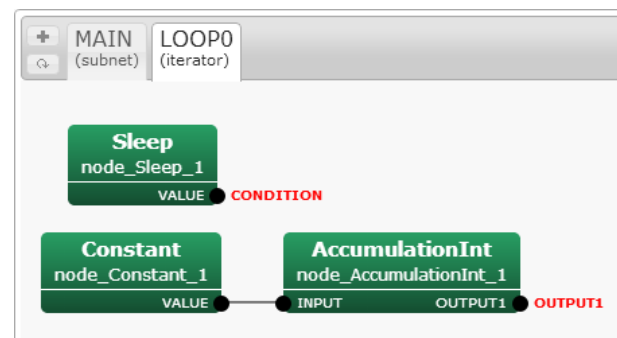 MAIN
(subnet)
LOOP0
(iterator)
Sleep
node_Sleep_1
VALUE
CONDITION
Constant
node_Constant_1
VALUE
AccumulationInt
node_AccumulationInt_1
INPUT
OUTPUT1
OUTPUT1